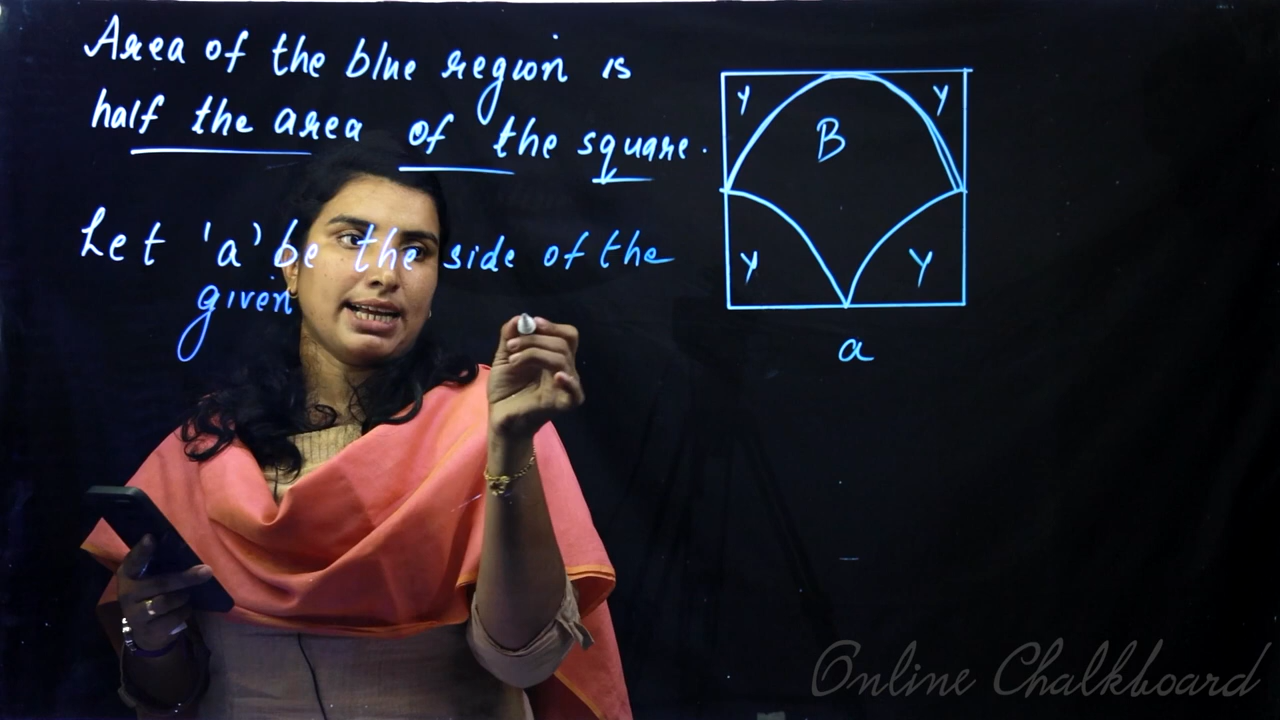 Area of the blue region is
half the area of the square.
Let 'a' be the side of the
given
y y
B
y y
a
Online Chalkboard